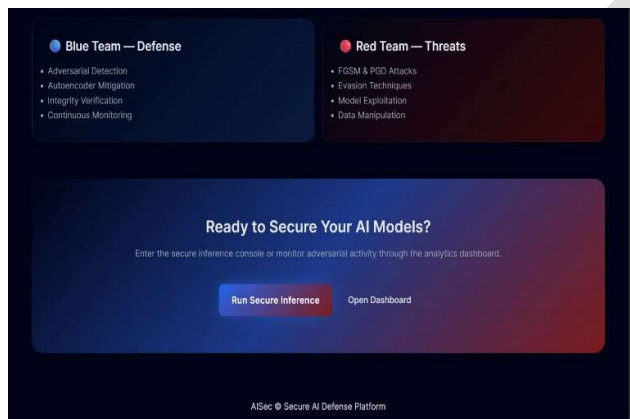 Blue Team — Defense
• Adversarial Detection
• Autoencoder Mitigation
• Integrity Verification
• Continuous Monitoring
Red Team — Threats
• FGSM & PGD Attacks
• Evasion Techniques
• Model Exploitation
• Data Manipulation
Ready to Secure Your AI Models?
Enter the secure inference console or monitor adversarial activity through the analytics dashboard.
Run Secure Inference
Open Dashboard
AISec © Secure AI Defense Platform